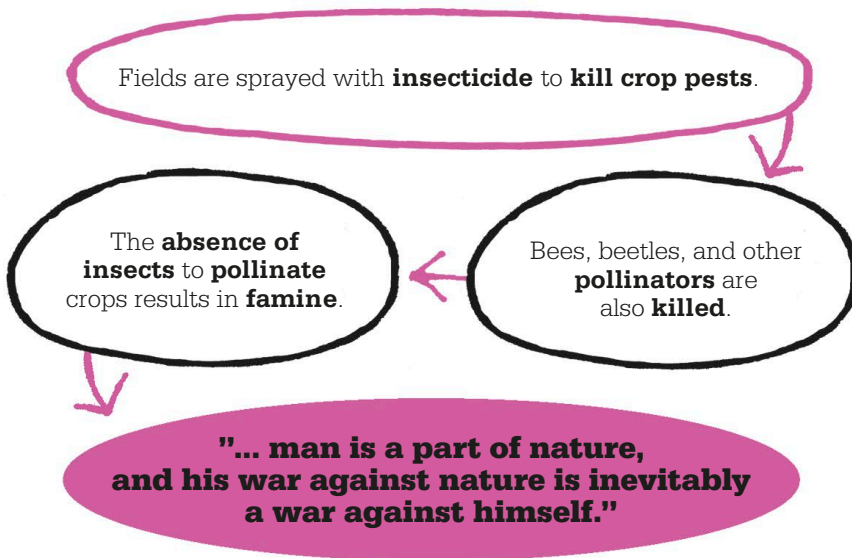 Fields are sprayed with insecticide to kill crop pests.
Bees, beetles, and other
pollinators are
also killed.
The absence of
insects to pollinate
crops results in famine.
"... man is a part of nature,
and his war against nature is inevitably
a war against himself."